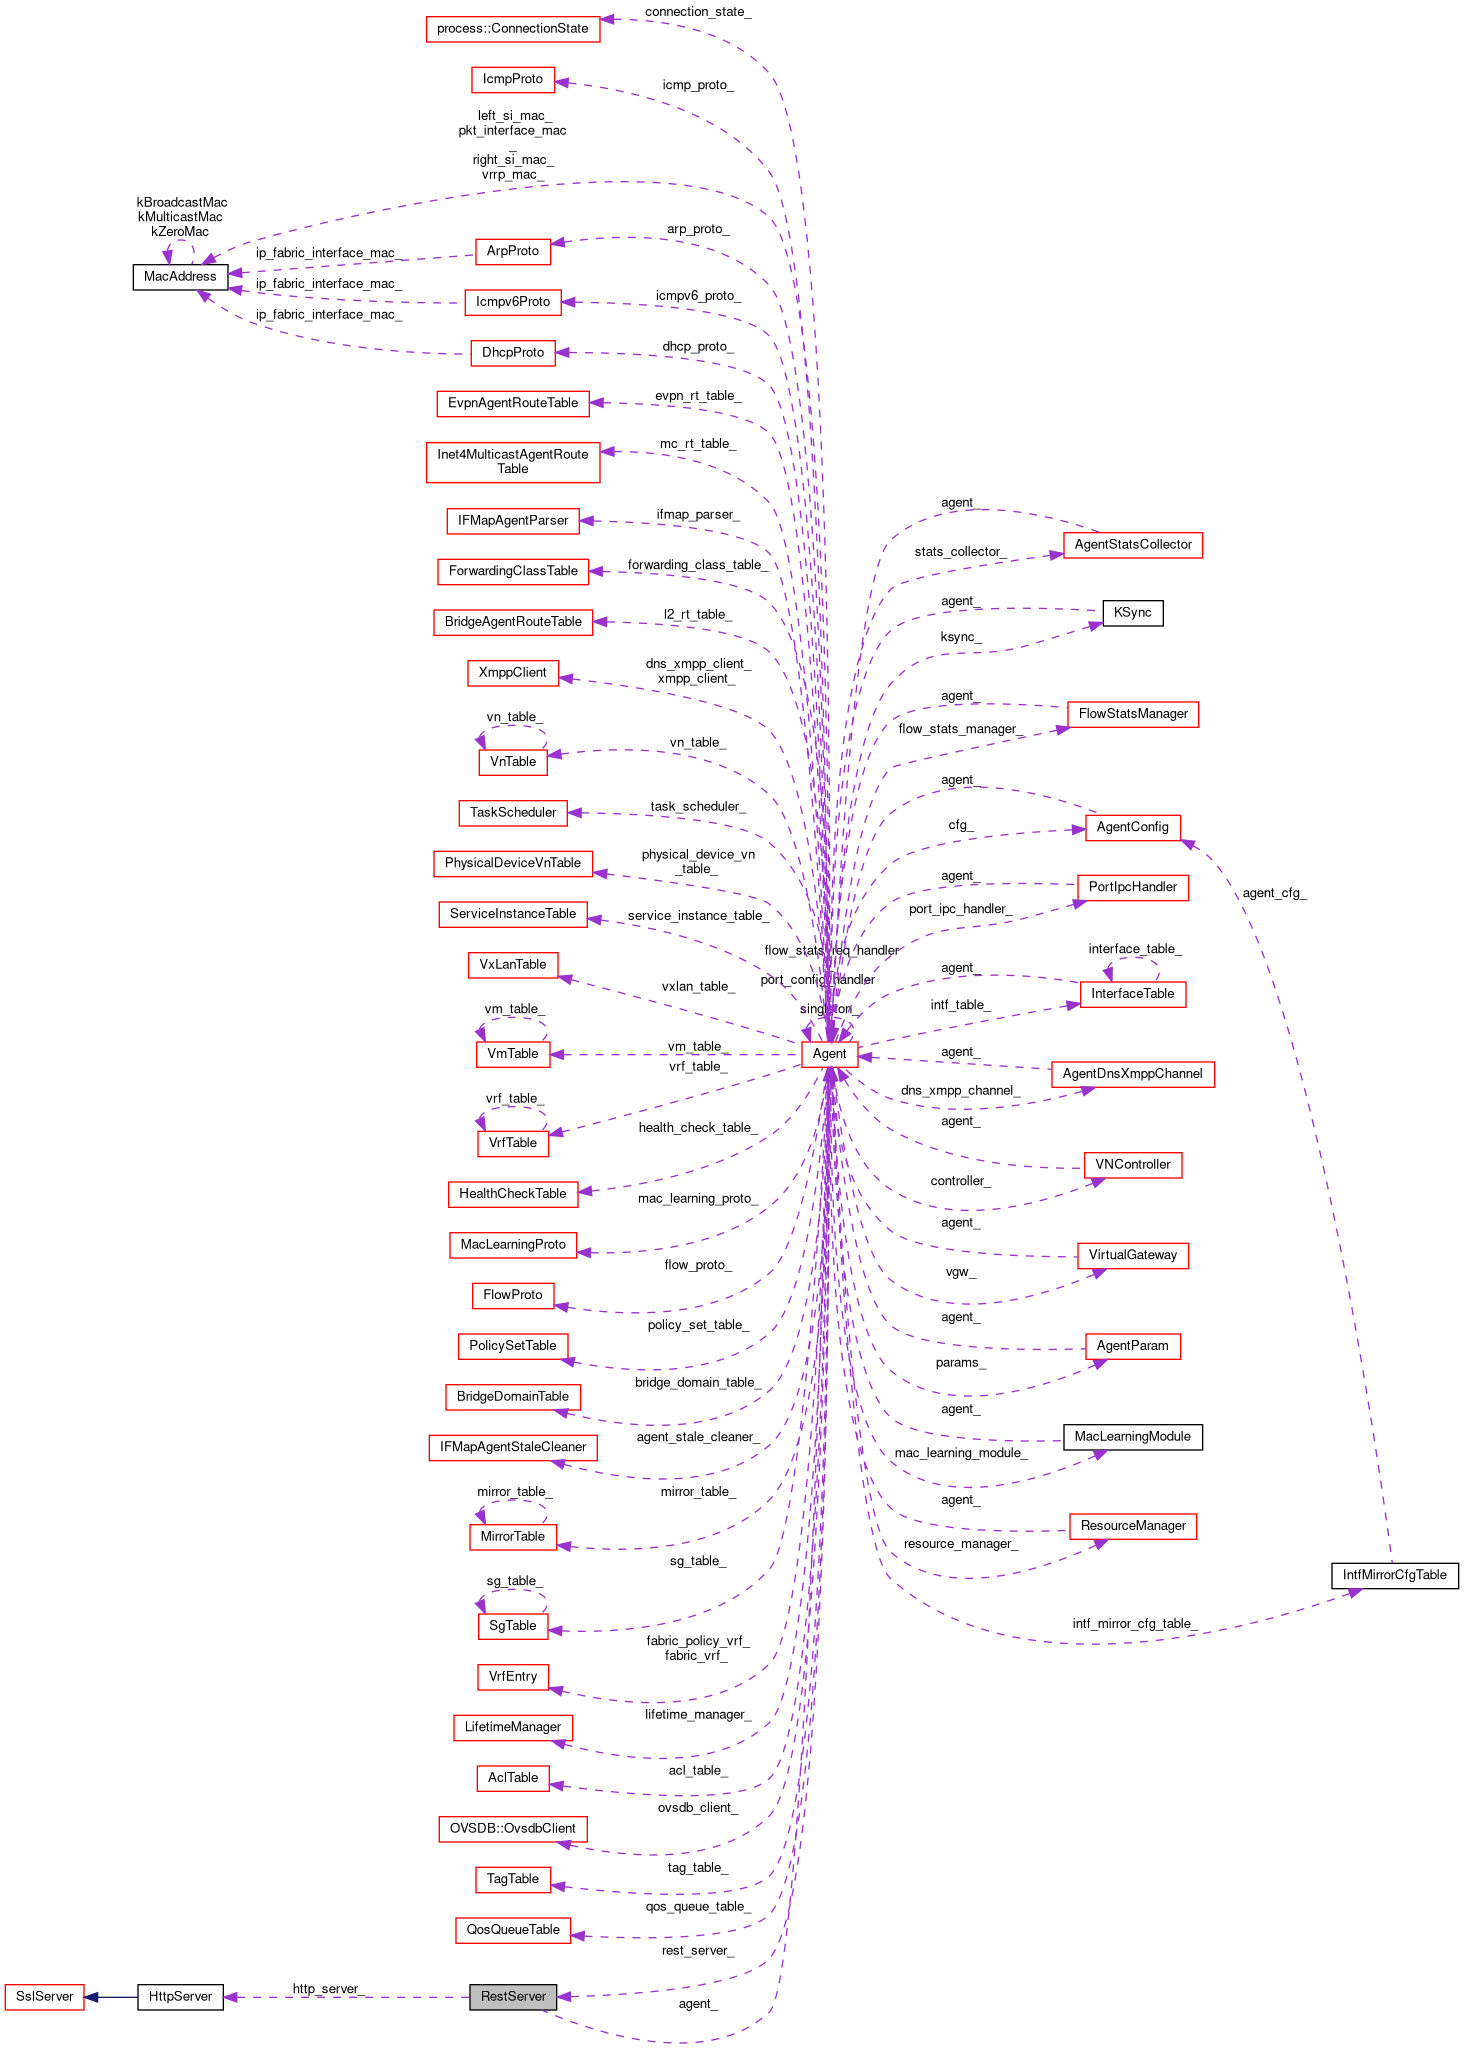 connection_state_
process::ConnectionState
IcmpProto
icmp_proto_
left_si_mac_
pkt_interface_mac
_
right_si_mac_
vrrp_mac_
kBroadcastMac
kMulticastMac
kZeroMac
MacAddress
ip_fabric_interface_mac_
ArpProto
arp_proto_
ip_fabric_interface_mac_
Icmpv6Proto
icmpv6_proto_
ip_fabric_interface_mac_
DhcpProto
dhcp_proto_
EvpnAgentRouteTable
evpn_rt_table_
Inet4MulticastAgentRoute
Table
mc_rt_table_
IFMapAgentParser
ifmap_parser_
ForwardingClassTable
forwarding_class_table_
BridgeAgentRouteTable
l2_rt_table_
XmppClient
dns_xmpp_client_
xmpp_client_
vn_table_
VnTable
vn_table_
TaskScheduler
task_scheduler_
PhysicalDeviceVnTable
physical_device_vn
_table_
ServiceInstanceTable
service_instance_table_
VxLanTable
vxlan_table_
vm_table_
VmTable
vm_table_
vrf_table_
VrfTable
vrf_table_
HealthCheckTable
health_check_table_
MacLearningProto
mac_learning_proto_
FlowProto
flow_proto_
PolicySetTable
policy_set_table_
BridgeDomainTable
bridge_domain_table_
IFMapAgentStaleCleaner
agent_stale_cleaner_
mirror_table_
MirrorTable
mirror_table_
sg_table_
SgTable
sg_table_
VrfEntry
fabric_policy_vrf_
fabric_vrf_
LifetimeManager
lifetime_manager_
AclTable
acl_table_
OVSDB::OvsdbClient
ovsdb_client_
TagTable
tag_table_
QosQueueTable
qos_queue_table_
SslServer
HttpServer
http_server_
RestServer
rest_server_
agent_
flow_stats_req_handler
port_config_handler
singleton_
Agent
agent_
stats_collector_
AgentStatsCollector
agent_
ksync_
KSync
agent_
flow_stats_manager_
FlowStatsManager
agent_
cfg_
AgentConfig
agent_
port_ipc_handler_
PortIpcHandler
agent_cfg_
interface_table_
agent_
intf_table_
InterfaceTable
agent_
dns_xmpp_channel_
AgentDnsXmppChannel
agent_
controller_
VNController
agent_
vgw_
VirtualGateway
agent_
params_
AgentParam
agent_
mac_learning_module_
MacLearningModule
agent_
resource_manager_
ResourceManager
intf_mirror_cfg_table_
IntfMirrorCfgTable